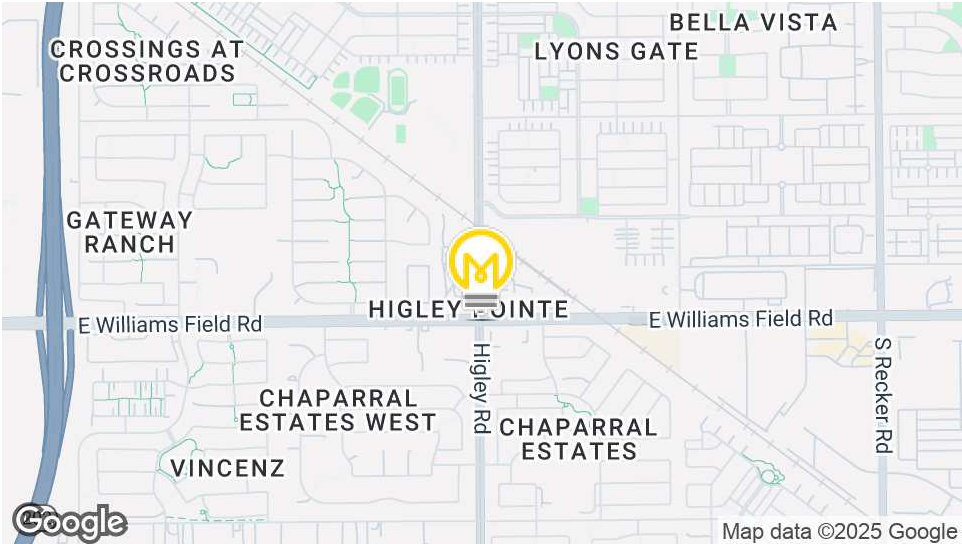 BELLA VISTA
CROSSINGS AT
CROSSROADS
LYONS GATE
GATEWAY
RANCH
HIGLEY POINTE
E Williams Field Rd
E Williams Field Rd
Higley Rd
S Recker Rd
CHAPARRAL
ESTATES WEST
CHAPARRAL
ESTATES
VINCENZ
Google
Map data ©2025 Google